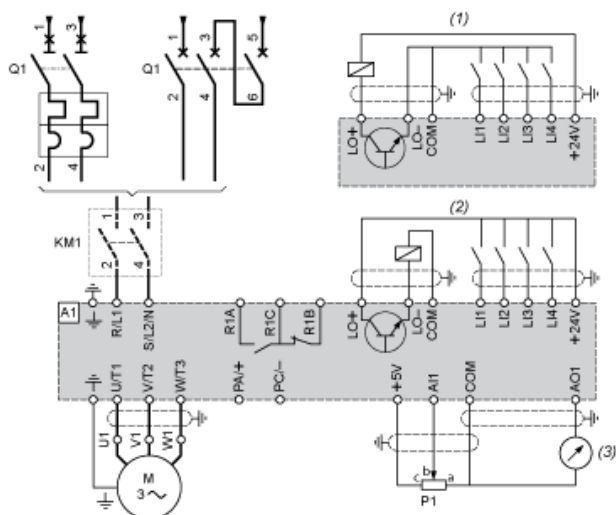 1 3
Q1
2 4
1 3 5
Q1
2 4 6
(1)
LO+ LO- COM LI1 LI2 LI3 LI4 +24V
KM1
1 3
2 4
(2)
A1
R/L1 S/L2/N R1A R1C R1B LO+ LO- COM LI1 LI2 LI3 LI4 +24V
U/T1 V/T2 W/T3 PA/+ PC/- +5V AI1 COM AO1
U1 V1 W1
M
3
c b a
P1
(3)